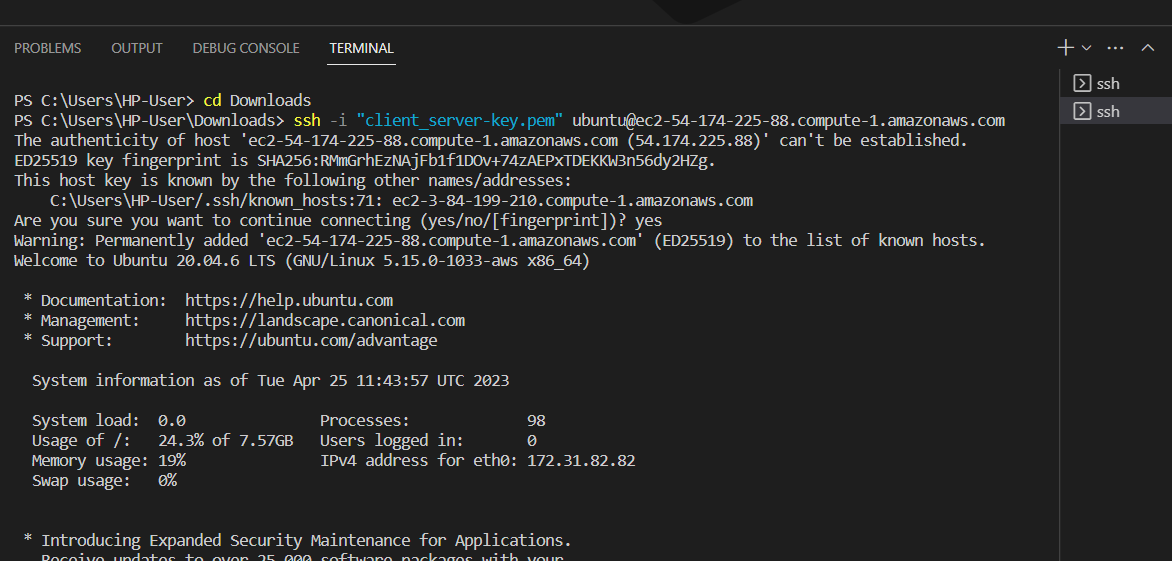 PROBLEMS OUTPUT DEBUG CONSOLE TERMINAL
ssh
ssh
PS C:\Users\HP-User> cd Downloads
PS C:\Users\HP-User\Downloads> ssh -i "client_server-key.pem" ubuntu@ec2-54-174-225-88.compute-1.amazonaws.com
The authenticity of host 'ec2-54-174-225-88.compute-1.amazonaws.com (54.174.225.88)' can't be established.
ED25519 key fingerprint is SHA256:RMmGrhEzNAjFb1f1DOv+74zAEPxTDEKKW3n56dy2HZg.
This host key is known by the following other names/addresses:
    C:\Users\HP-User/.ssh/known_hosts:71: ec2-3-84-199-210.compute-1.amazonaws.com
Are you sure you want to continue connecting (yes/no/[fingerprint])? yes
Warning: Permanently added 'ec2-54-174-225-88.compute-1.amazonaws.com' (ED25519) to the list of known hosts.
Welcome to Ubuntu 20.04.6 LTS (GNU/Linux 5.15.0-1033-aws x86_64)
 * Documentation:  https://help.ubuntu.com
 * Management:     https://landscape.canonical.com
 * Support:        https://ubuntu.com/advantage
  System information as of Tue Apr 25 11:43:57 UTC 2023
  System load:  0.0                Processes:             98
  Usage of /:   24.3% of 7.57GB   Users logged in:       0
  Memory usage: 19%               IPv4 address for eth0: 172.31.82.82
  Swap usage:   0%
 * Introducing Expanded Security Maintenance for Applications.
   Receive updates to over 25,000 software packages with your